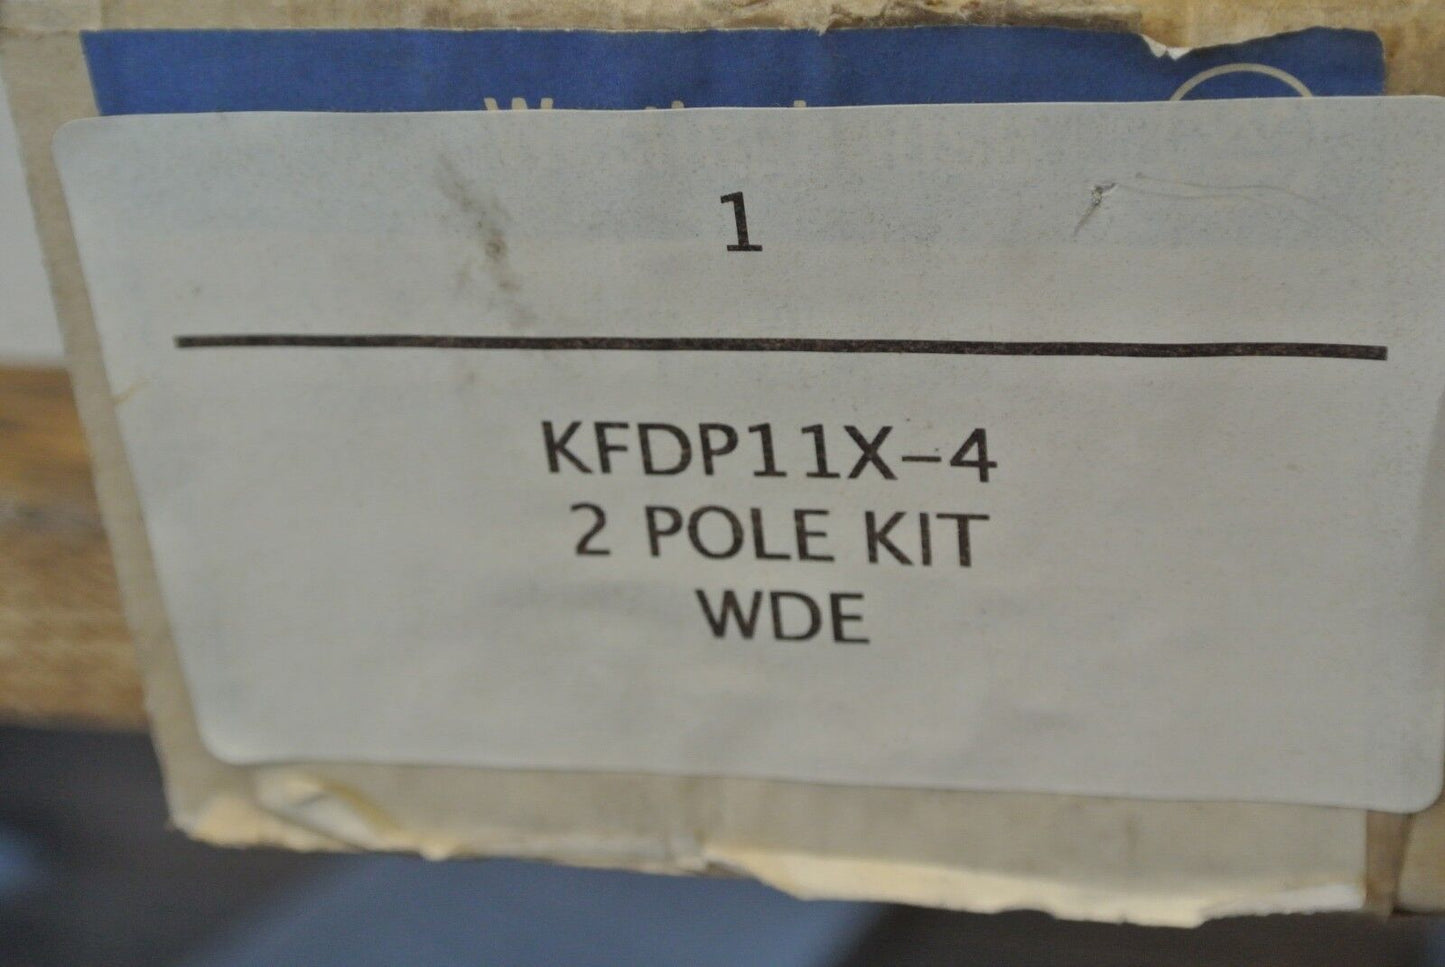 1
KFDP11X-4
2 POLE KIT
WDE